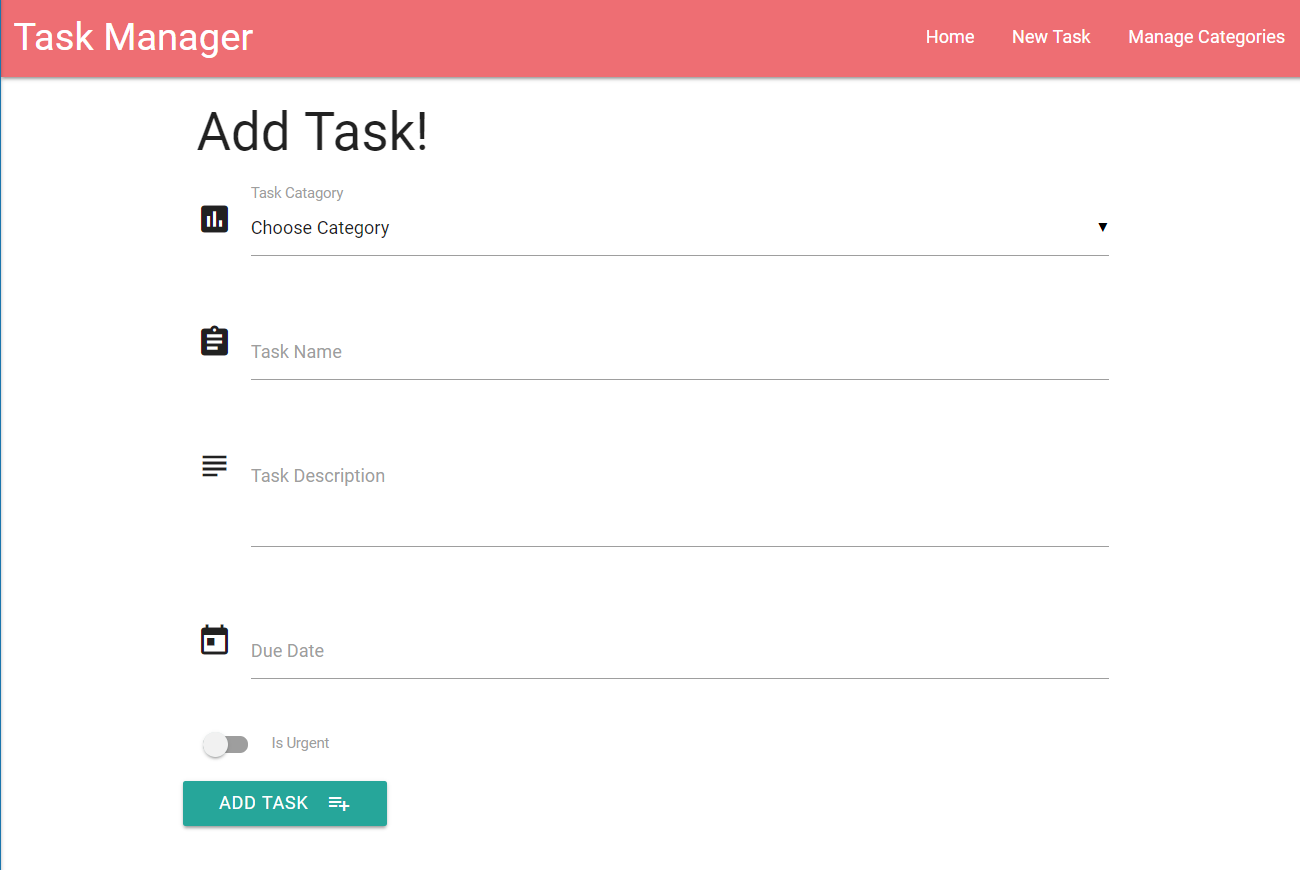 Task Manager
Home New Task Manage Categories
Add Task!
Task Catagory
Choose Category
Task Name
Task Description
Due Date
Is Urgent
ADD TASK